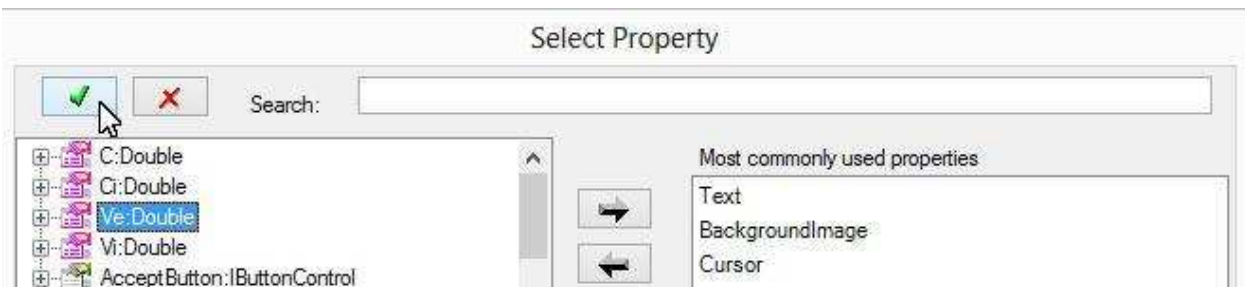 Select Property
Search:
C:Double
Ci:Double
Ve:Double
Vi:Double
AcceptButton:IButtonControl
Most commonly used properties
Text
BackgroundImage
Cursor